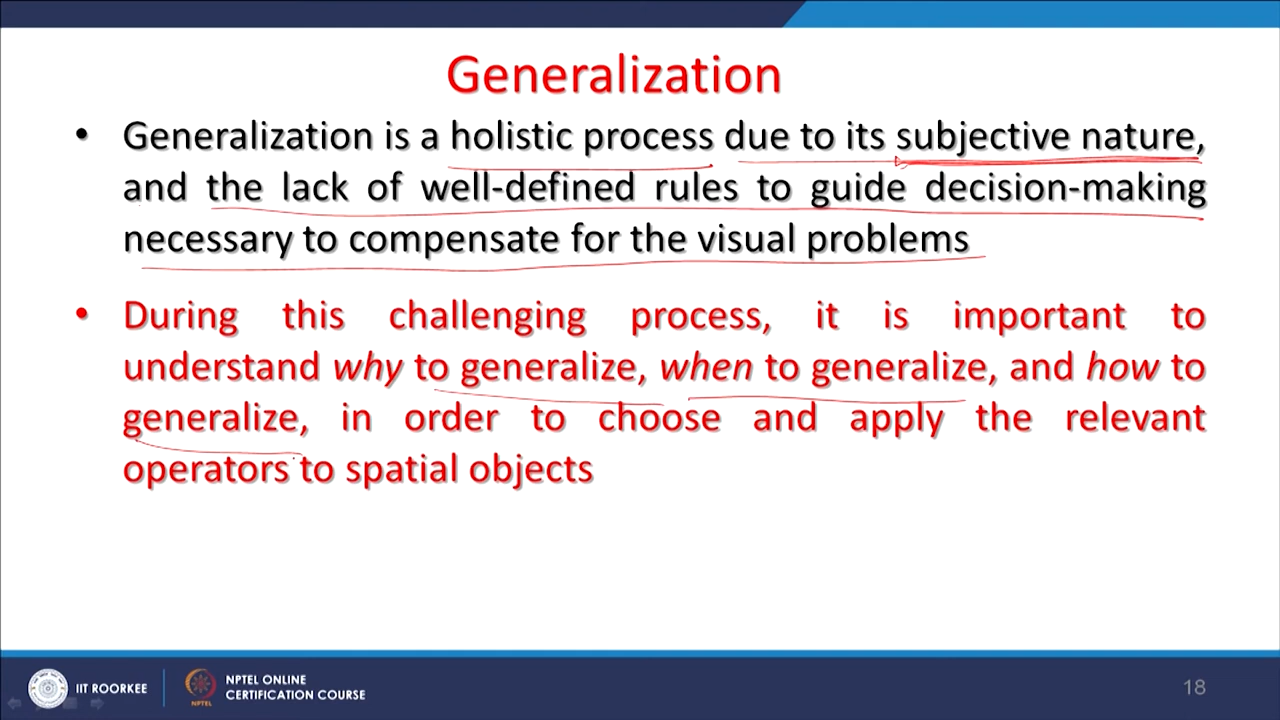 Generalization
• Generalization is a holistic process due to its subjective nature,
and the lack of well-defined rules to guide decision-making
necessary to compensate for the visual problems
• During this challenging process, it is important to
understand why to generalize, when to generalize, and how to
generalize, in order to choose and apply the relevant
operators to spatial objects
IIT ROORKEE
NPTEL
NPTEL ONLINE
CERTIFICATION COURSE
18